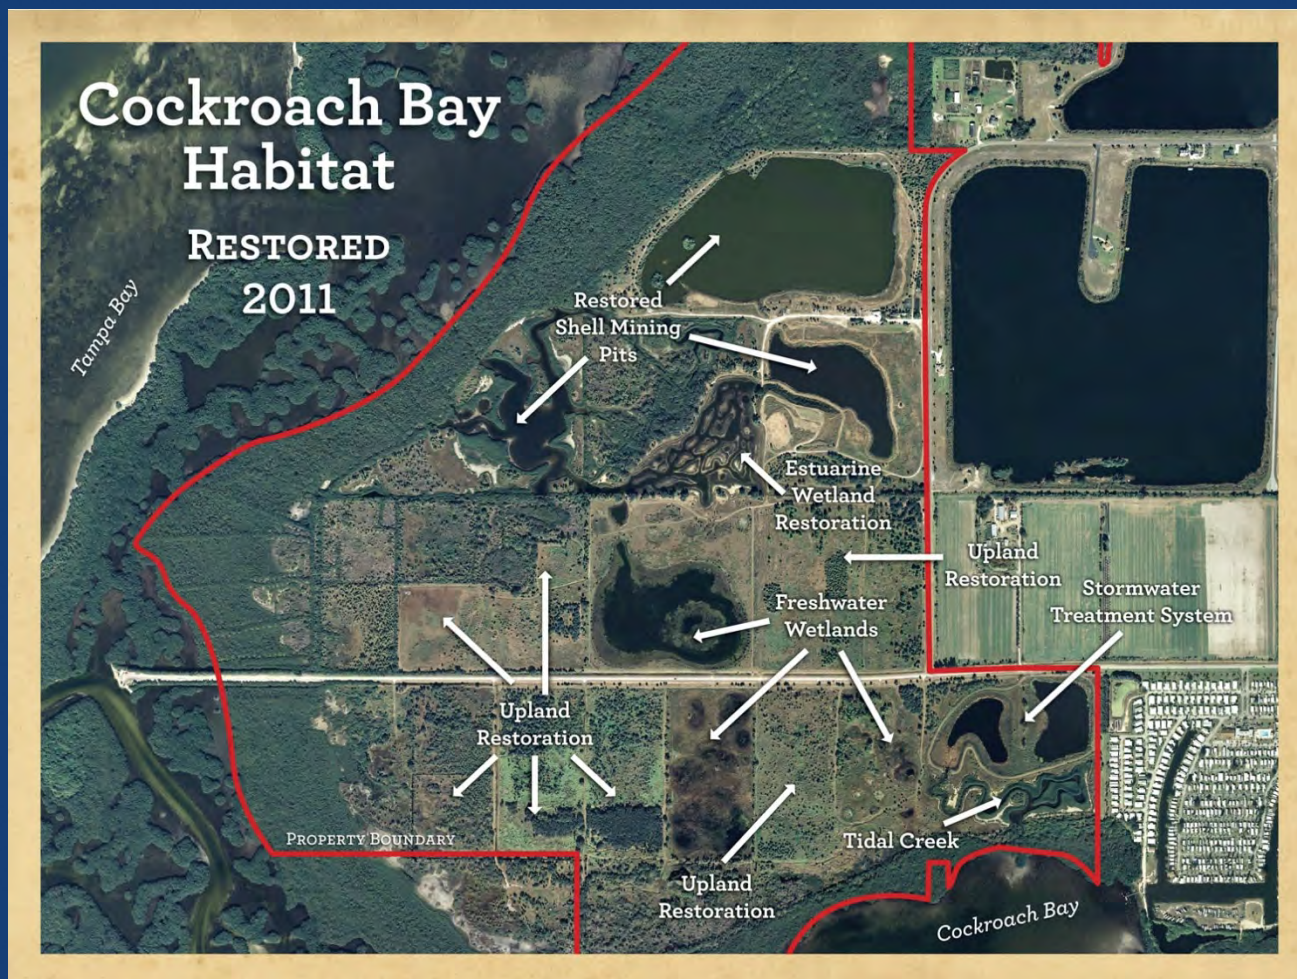 Cockroach Bay
Habitat
Restored
2011
Tampa Bay
Restored
Shell Mining
Pits
Estuarine
Wetland
Restoration
Upland
Restoration
Stormwater
Treatment System
Freshwater
Wetlands
Upland
Restoration
Property Boundary
Tidal Creek
Upland
Restoration
Cockroach Bay